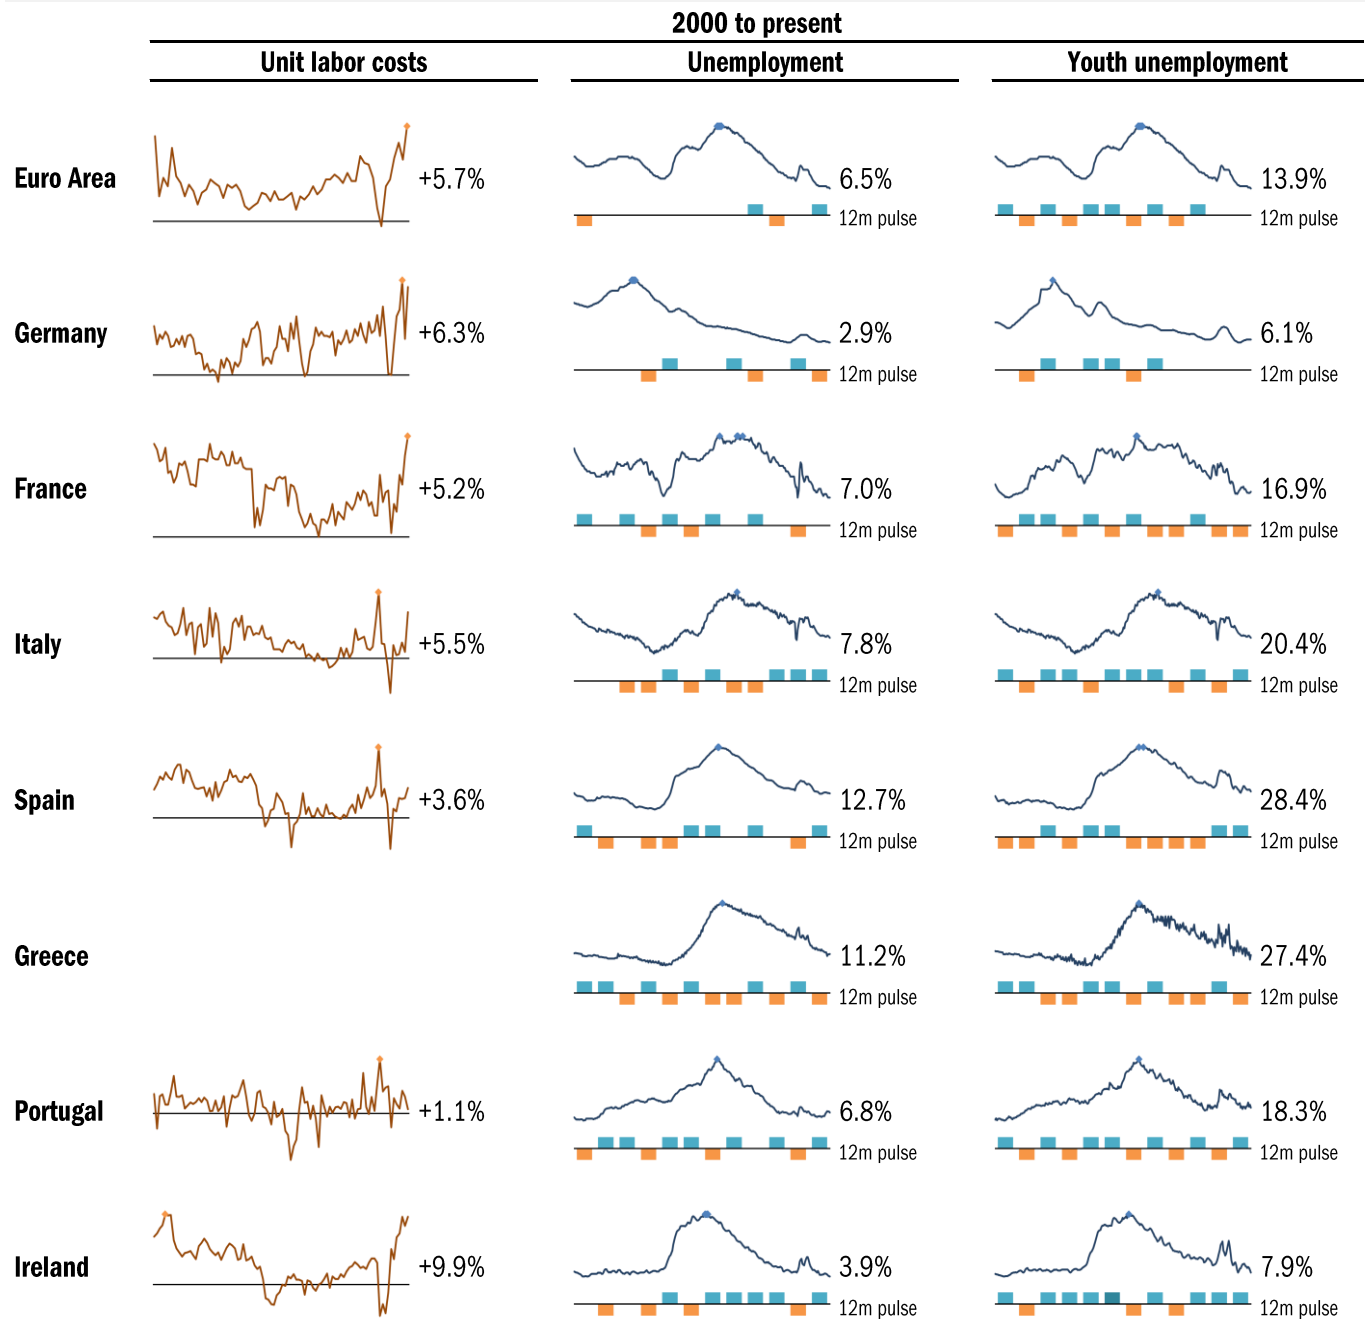 2000 to present
Unit labor costs Unemployment Youth unemployment
Euro Area +5.7% 6.5% 13.9%
12m pulse 12m pulse
Germany +6.3% 2.9% 6.1%
12m pulse 12m pulse
France +5.2% 7.0% 16.9%
12m pulse 12m pulse
Italy +5.5% 7.8% 20.4%
12m pulse 12m pulse
Spain +3.6% 12.7% 28.4%
12m pulse 12m pulse
Greece 11.2% 27.4%
12m pulse 12m pulse
Portugal +1.1% 6.8% 18.3%
12m pulse 12m pulse
Ireland +9.9% 3.9% 7.9%
12m pulse 12m pulse